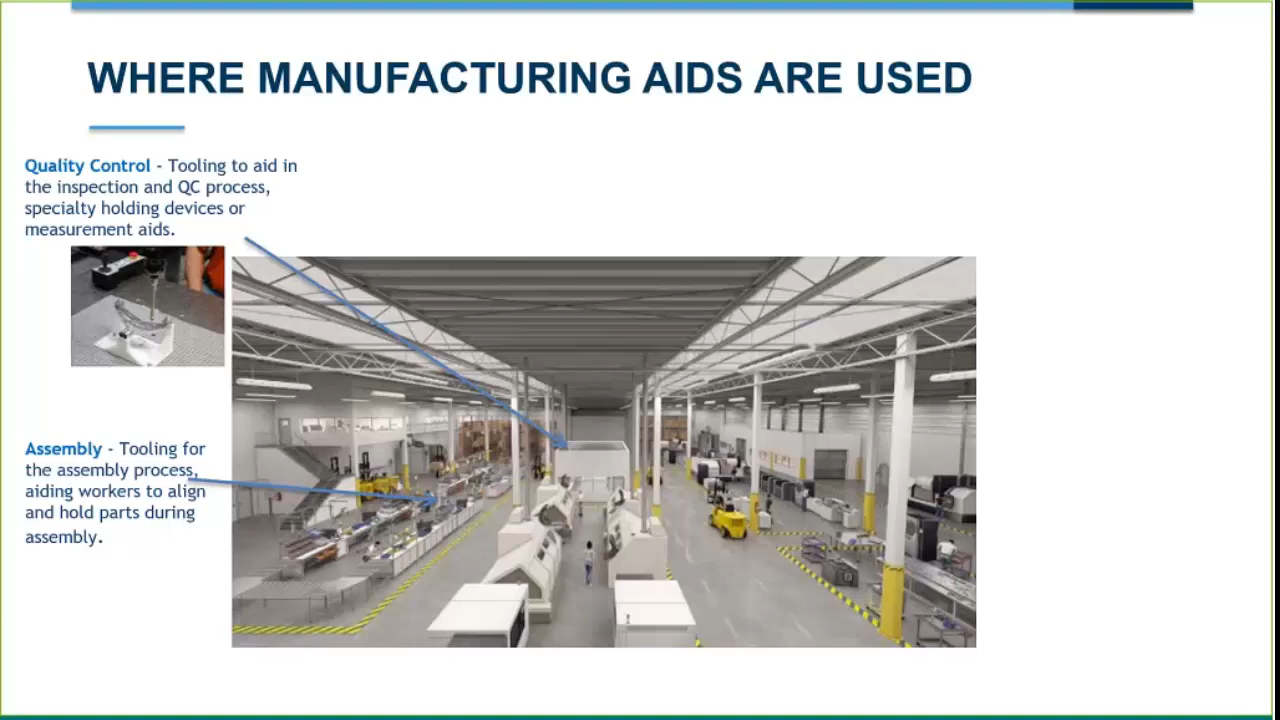 WHERE MANUFACTURING AIDS ARE USED
Quality Control - Tooling to aid in
the inspection and QC process,
specialty holding devices or
measurement aids.
Assembly - Tooling for
the assembly process,
aiding workers to align
and hold parts during
assembly.